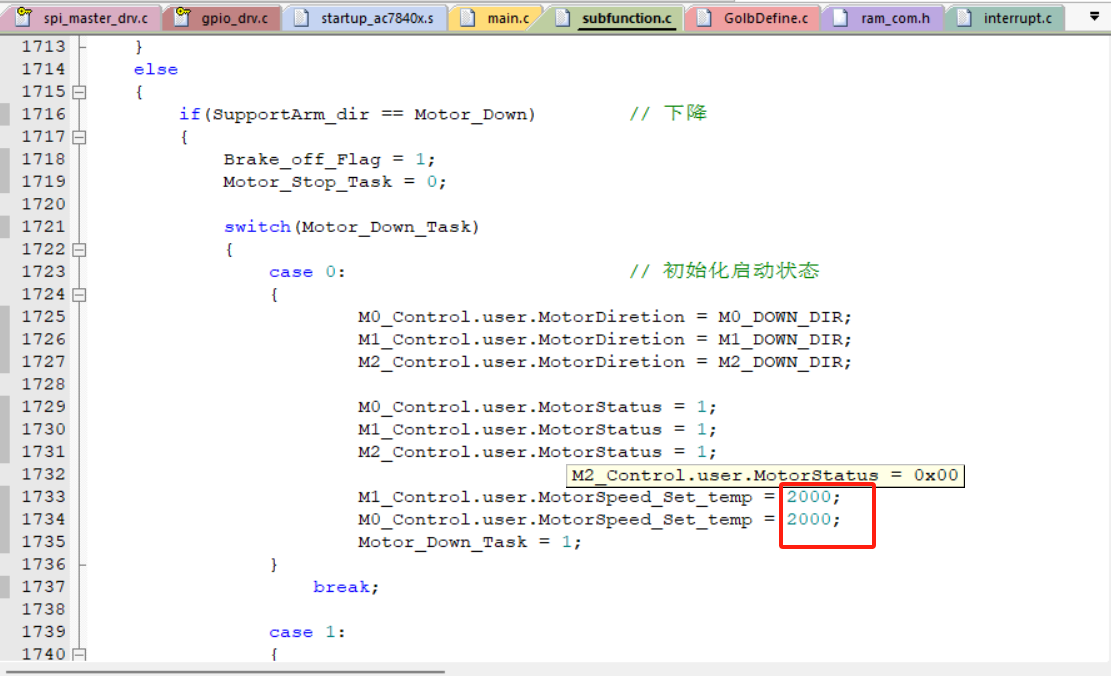 spi_master_drv.c gpio_drv.c startup_ac7840x.s main.c subfunction.c GolbDefine.c ram_com.h interrupt.c
1713 }
1714 else
1715 {
1716 if(SupportArm_dir == Motor_Down) // 下降
1717 {
1718 Brake_off_Flag = 1;
1719 Motor_Stop_Task = 0;
1720
1721 switch(Motor_Down_Task)
1722 {
1723 case 0: // 初始化启动状态
1724 {
1725 M0_Control.user.MotorDiretion = M0_DOWN_DIR;
1726 M1_Control.user.MotorDiretion = M1_DOWN_DIR;
1727 M2_Control.user.MotorDiretion = M2_DOWN_DIR;
1728
1729 M0_Control.user.MotorStatus = 1;
1730 M1_Control.user.MotorStatus = 1;
1731 M2_Control.user.MotorStatus = 1;
1732 M2_Control.user.MotorStatus = 0x00
1733 M1_Control.user.MotorSpeed_Set_temp = 2000;
1734 M0_Control.user.MotorSpeed_Set_temp = 2000;
1735 Motor_Down_Task = 1;
1736 }
1737 break;
1738
1739 case 1:
1740 {